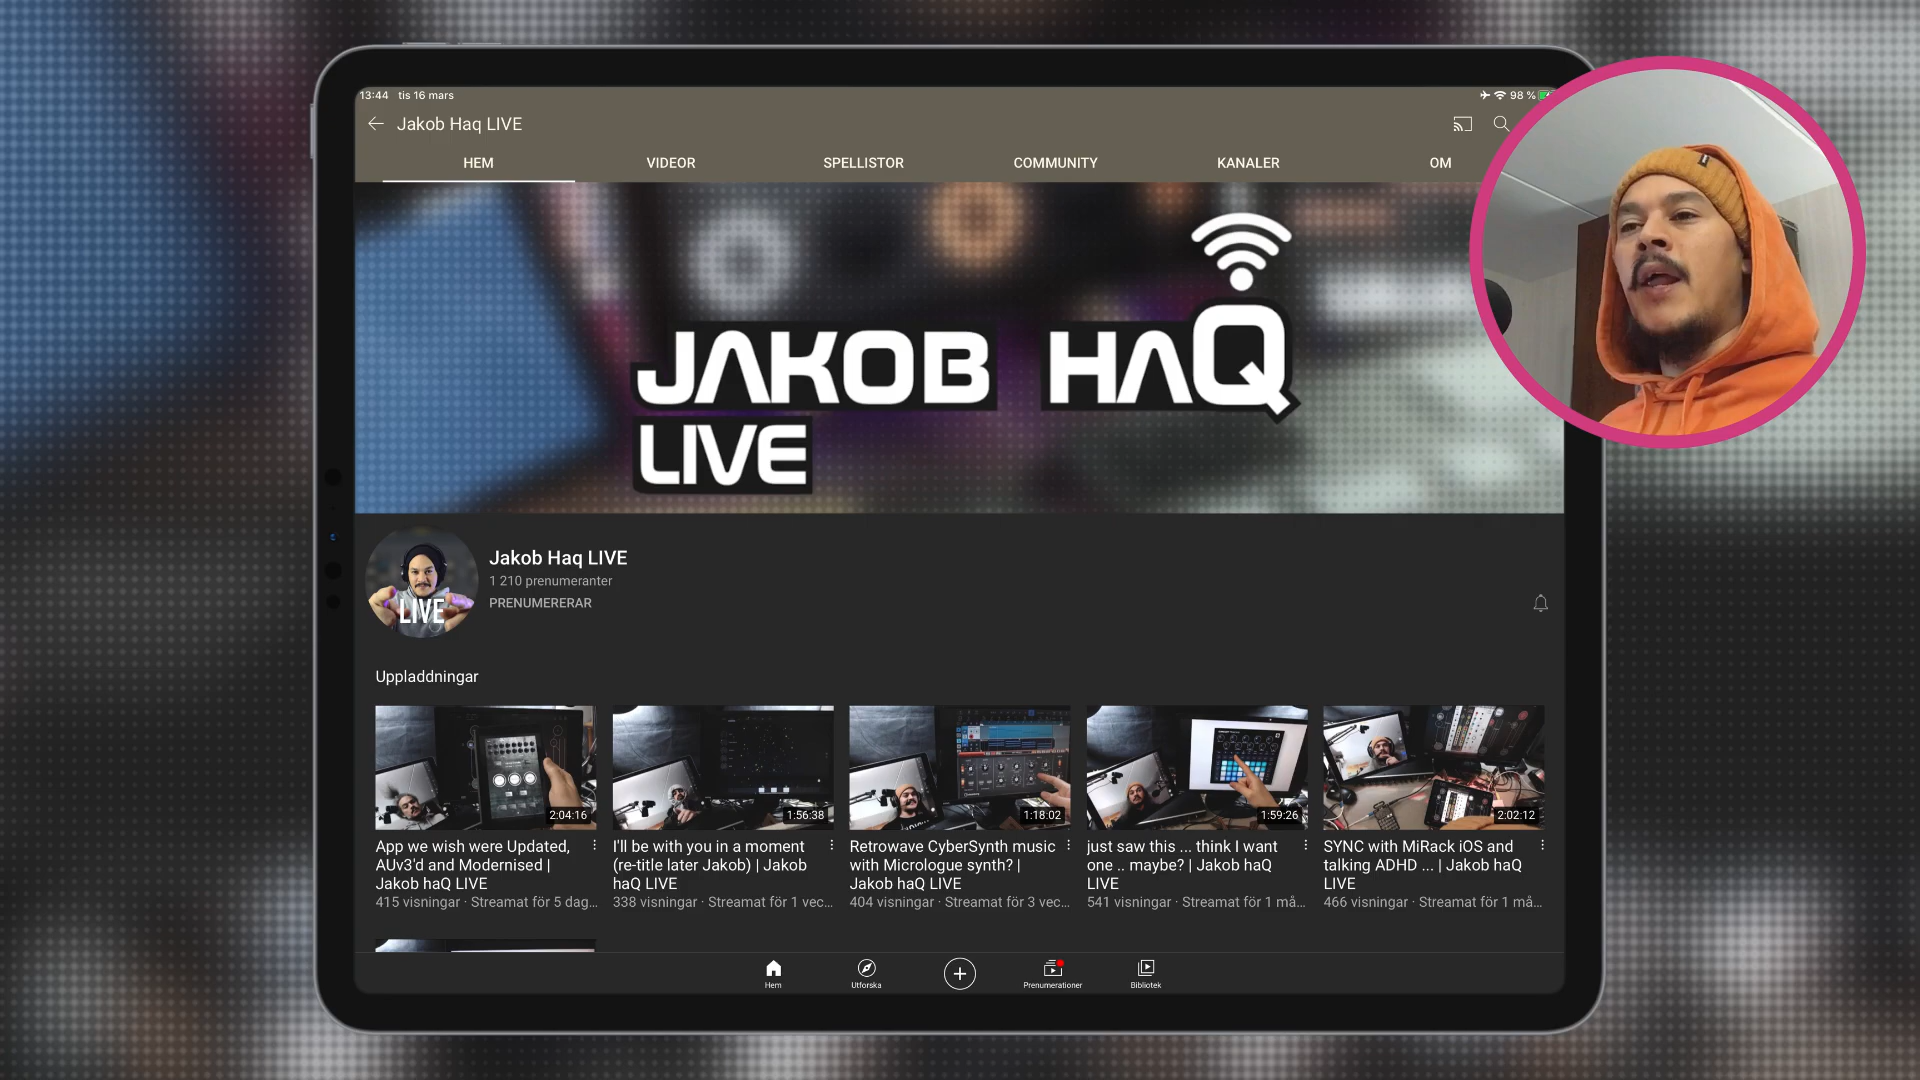 13:44 tis 16 mars
98 %
Jakob Haq LIVE
HEM VIDEOR SPELLISTOR COMMUNITY KANALER OM
JAKOB HAQ
LIVE
LIVE
Jakob Haq LIVE
1 210 prenumeranter
PRENUMERERAR
Uppladdningar
2:04:16
App we wish were Updated,
AUv3'd and Modernised |
Jakob haQ LIVE
415 visningar · Streamat för 5 dag...
1:56:38
I'll be with you in a moment
(re-title later Jakob) | Jakob
haQ LIVE
338 visningar · Streamat för 1 vec...
1:18:02
Retrowave CyberSynth music
with Micrologue synth? |
Jakob haQ LIVE
404 visningar · Streamat för 3 vec...
1:59:26
just saw this ... think I want
one .. maybe? | Jakob haQ
LIVE
541 visningar · Streamat för 1 må...
2:02:12
SYNC with MiRack iOS and
talking ADHD ... | Jakob haQ
LIVE
466 visningar · Streamat för 1 må...
Hem
Utforska
Prenumerationer
Bibliotek